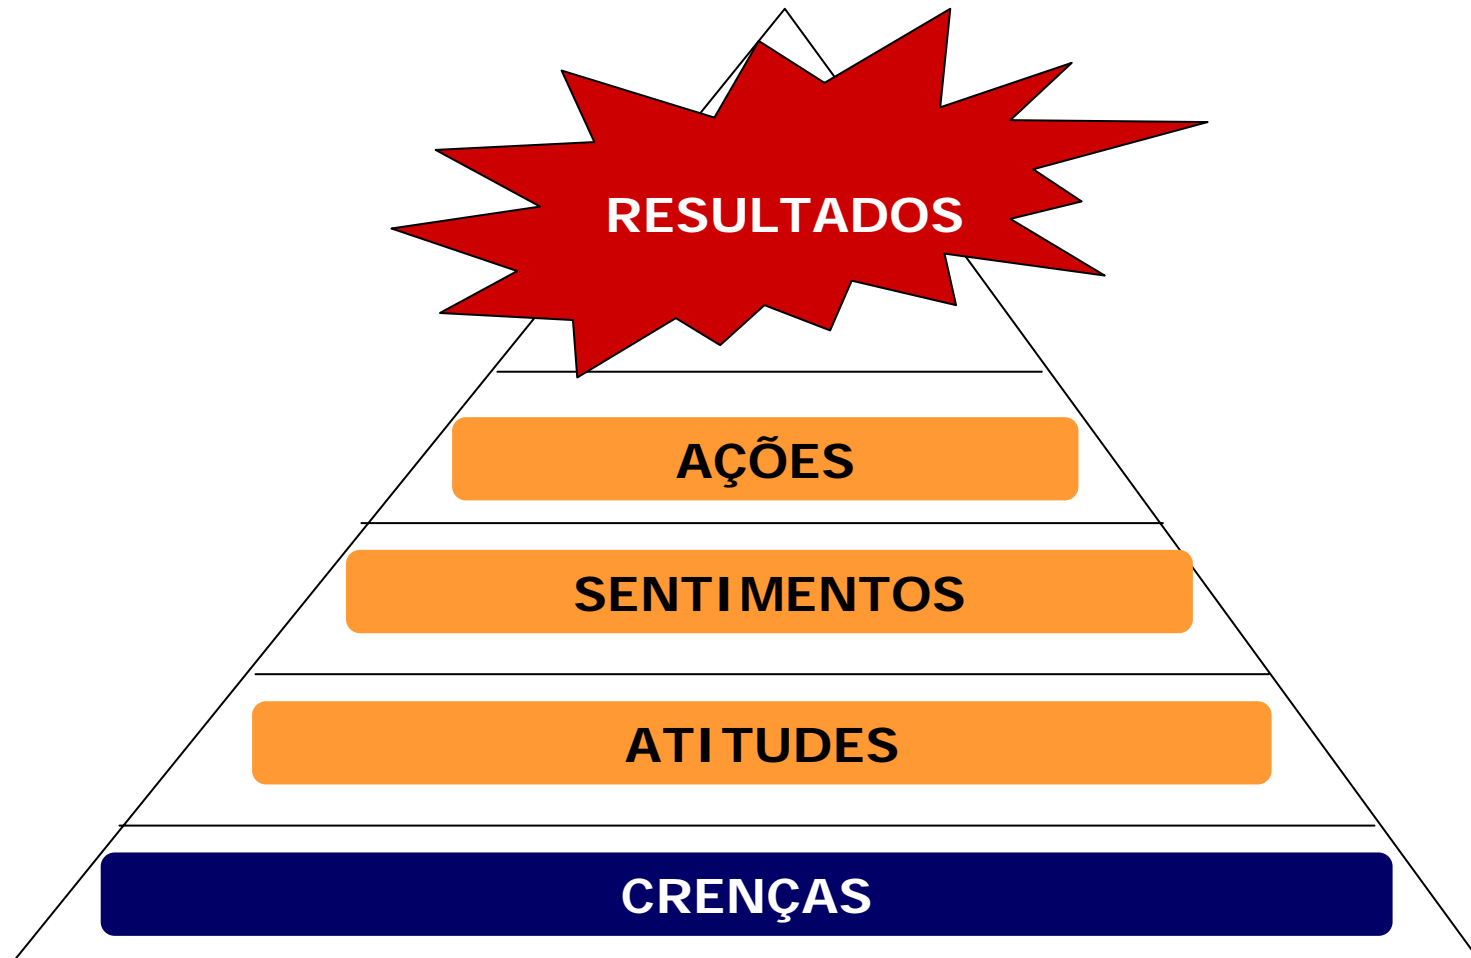 RESULTADOS
AÇÕES
SENTIMENTOS
ATITUDES
CRENÇAS